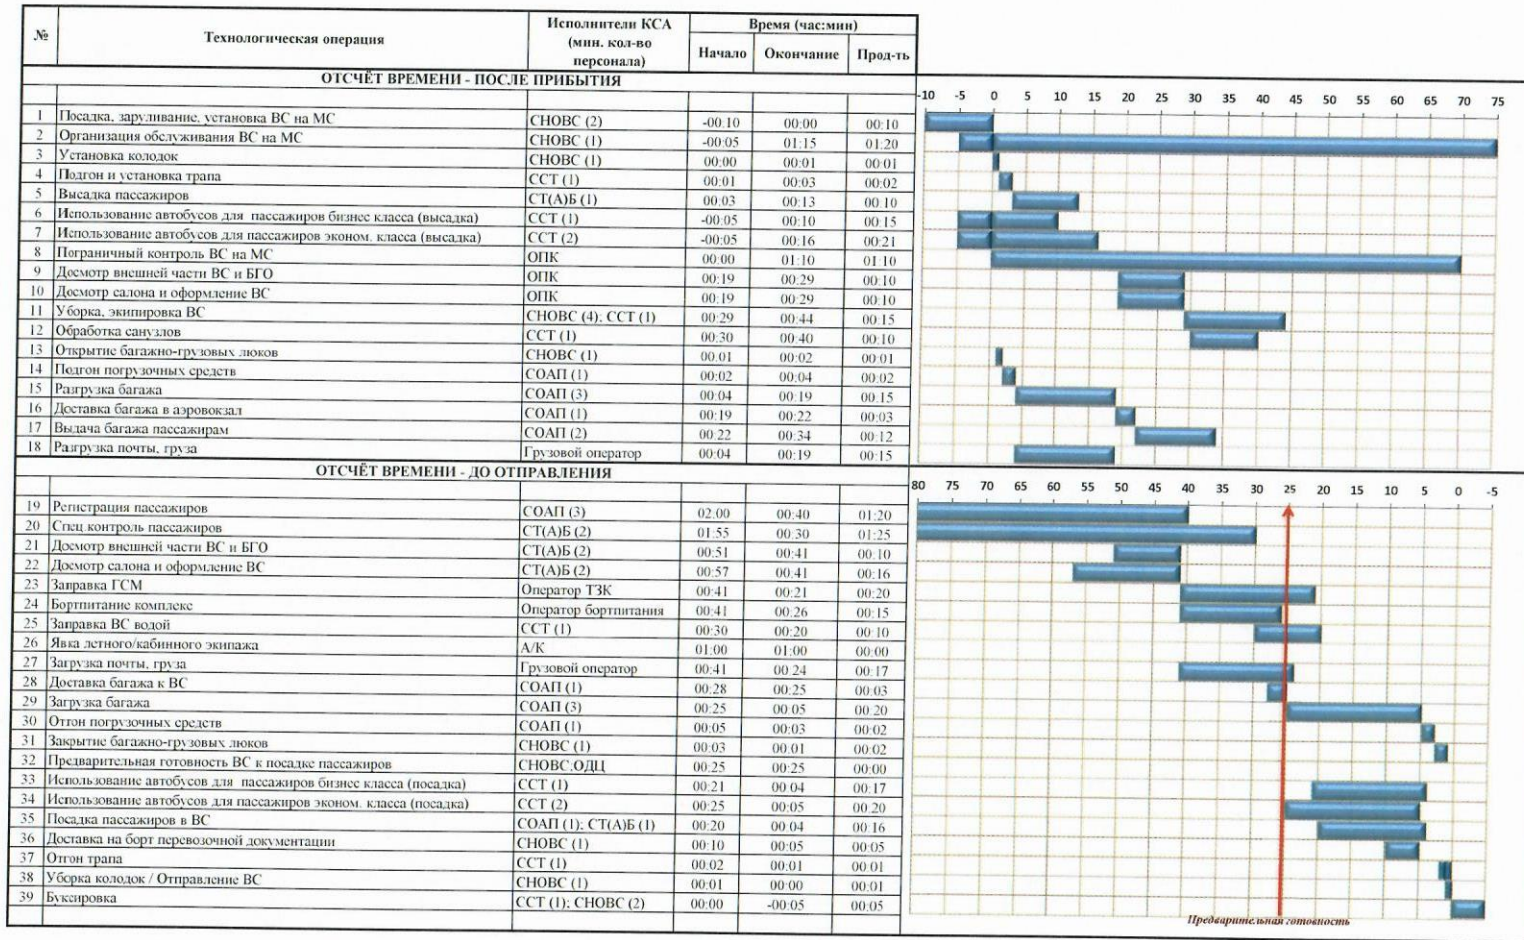 № Технологическая операция Исполнители КСА (мин. кол-во персонала) Время (час:мин)
Начало Окончание Прод-ть
ОТСЧЁТ ВРЕМЕНИ - ПОСЛЕ ПРИБЫТИЯ
-10 -5 0 5 10 15 20 25 30 35 40 45 50 55 60 65 70 75
1 Посадка, заруливание, установка ВС на МС СНОВС (2) -00:10 00:00 00:10
2 Организация обслуживания ВС на МС СНОВС (1) -00:05 01:15 01:20
3 Установка колодок СНОВС (1) 00:00 00:01 00:01
4 Подгон и установка трапа ССТ (1) 00:01 00:03 00:02
5 Высадка пассажиров СТ(А)Б (1) 00:03 00:13 00:10
6 Использование автобусов для пассажиров бизнес класса (высадка) ССТ (1) -00:05 00:10 00:15
7 Использование автобусов для пассажиров эконом. класса (высадка) ССТ (2) -00:05 00:16 00:21
8 Пограничный контроль ВС на МС ОПК 00:00 01:10 01:10
9 Досмотр внешней части ВС и БГО ОПК 00:19 00:29 00:10
10 Досмотр салона и оформление ВС ОПК 00:19 00:29 00:10
11 Уборка, экипировка ВС СНОВС (4); ССТ (1) 00:29 00:44 00:15
12 Обработка санузлов ССТ (1) 00:30 00:40 00:10
13 Открытие багажно-грузовых люков СНОВС (1) 00:01 00:02 00:01
14 Подгон погрузочных средств СОАП (1) 00:02 00:04 00:02
15 Разгрузка багажа СОАП (3) 00:04 00:19 00:15
16 Доставка багажа в аэровокзал СОАП (1) 00:19 00:22 00:03
17 Выдача багажа пассажирам СОАП (2) 00:22 00:34 00:12
18 Разгрузка почты, груза Грузовой оператор 00:04 00:19 00:15
ОТСЧЁТ ВРЕМЕНИ - ДО ОТПРАВЛЕНИЯ
80 75 70 65 60 55 50 45 40 35 30 25 20 15 10 5 0 -5
19 Регистрация пассажиров СОАП (3) 02:00 00:40 01:20
20 Спец.контроль пассажиров СТ(А)Б (2) 01:55 00:30 01:25
21 Досмотр внешней части ВС и БГО СТ(А)Б (2) 00:51 00:41 00:10
22 Досмотр салона и оформление ВС СТ(А)Б (2) 00:57 00:41 00:16
23 Заправка ГСМ Оператор ТЗК 00:41 00:21 00:20
24 Бортпитание комплекс Оператор бортпитания 00:41 00:26 00:15
25 Заправка ВС водой ССТ (1) 00:30 00:20 00:10
26 Явка летного/кабинного экипажа А/К 01:00 01:00 00:00
27 Загрузка почты, груза Грузовой оператор 00:41 00:24 00:17
28 Доставка багажа к ВС СОАП (1) 00:28 00:25 00:03
29 Загрузка багажа СОАП (3) 00:25 00:05 00:20
30 Отгон погрузочных средств СОАП (1) 00:05 00:03 00:02
31 Закрытие багажно-грузовых люков СНОВС (1) 00:03 00:01 00:02
32 Предварительная готовность ВС к посадке пассажиров СНОВС;ОДЦ 00:25 00:25 00:00
33 Использование автобусов для пассажиров бизнес класса (посадка) ССТ (1) 00:21 00:04 00:17
34 Использование автобусов для пассажиров эконом. класса (посадка) ССТ (2) 00:25 00:05 00:20
35 Посадка пассажиров в ВС СОАП (1); СТ(А)Б (1) 00:20 00:04 00:16
36 Доставка на борт перевозочной документации СНОВС (1) 00:10 00:05 00:05
37 Отгон трапа ССТ (1) 00:02 00:01 00:01
38 Уборка колодок / Отправление ВС СНОВС (1) 00:01 00:00 00:01
39 Буксировка ССТ (1); СНОВС (2) 00:00 -00:05 00:05
Предварительная готовность